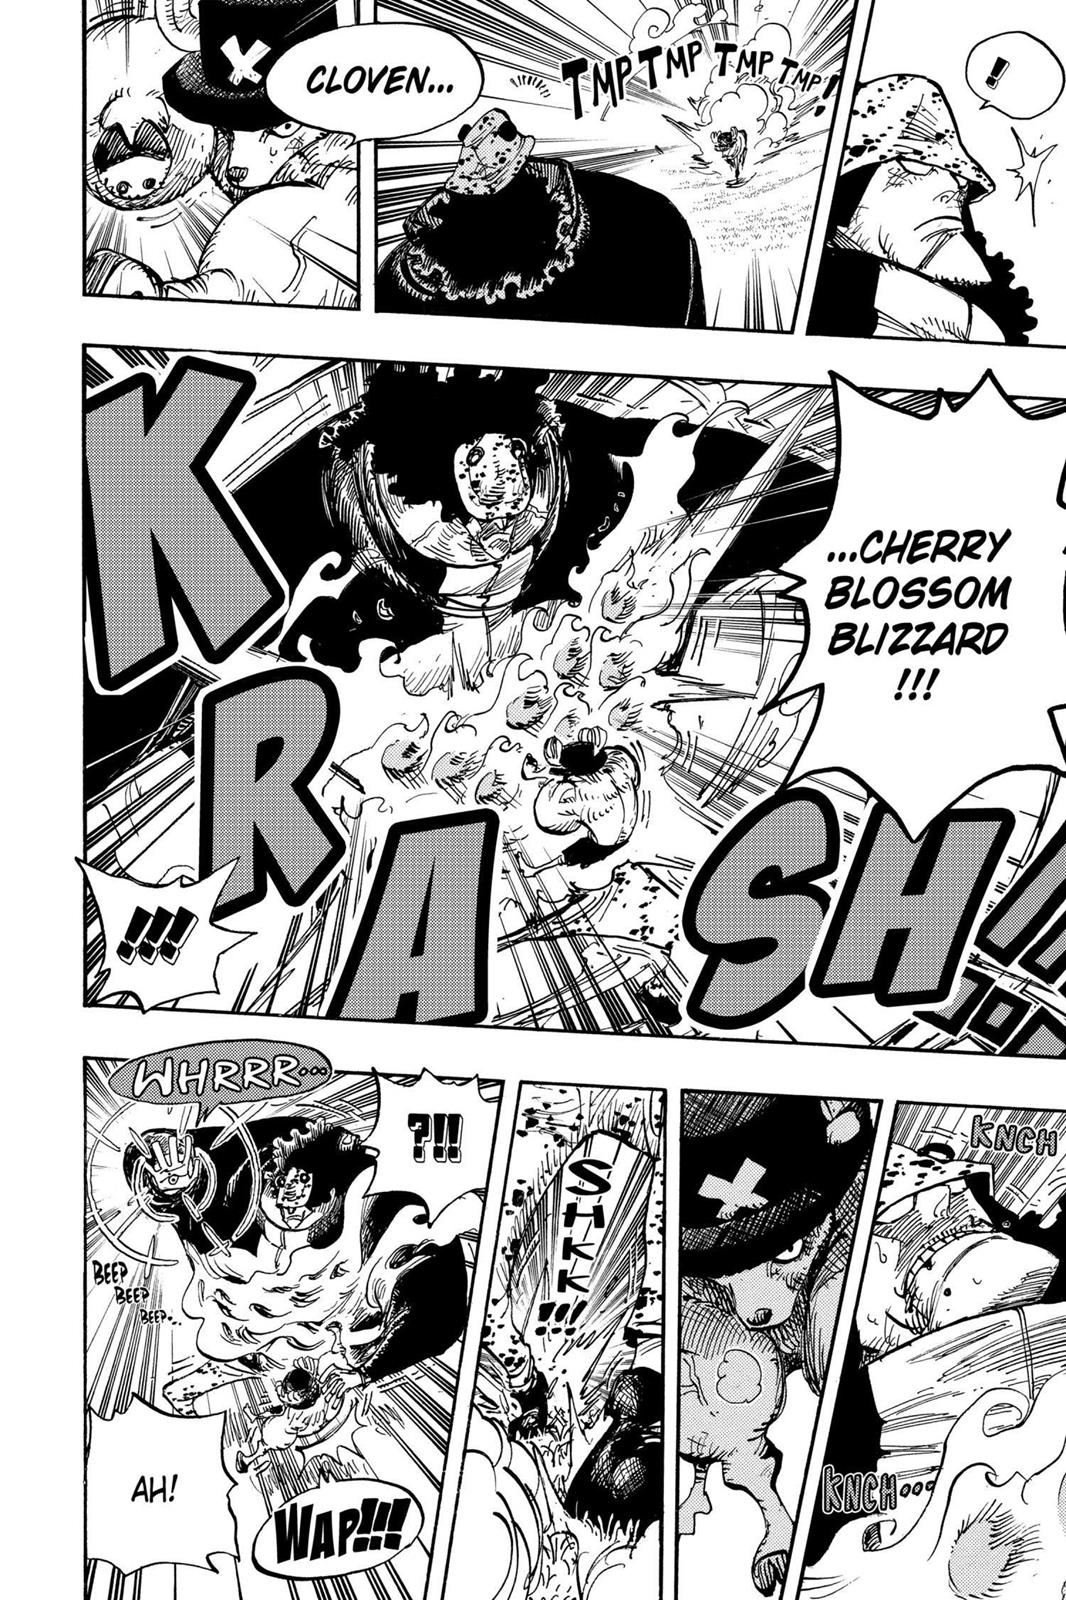 !
TMP TMP TMP TMP!
CLOVEN...
...CHERRY
BLOSSOM
BLIZZARD
!!!
KRASH
!!!
KNCH
KNCH...
SHKK!!!
?!!
WHRRR...
BEEP
BEEP
BEEP...
WAP!!!
AH!